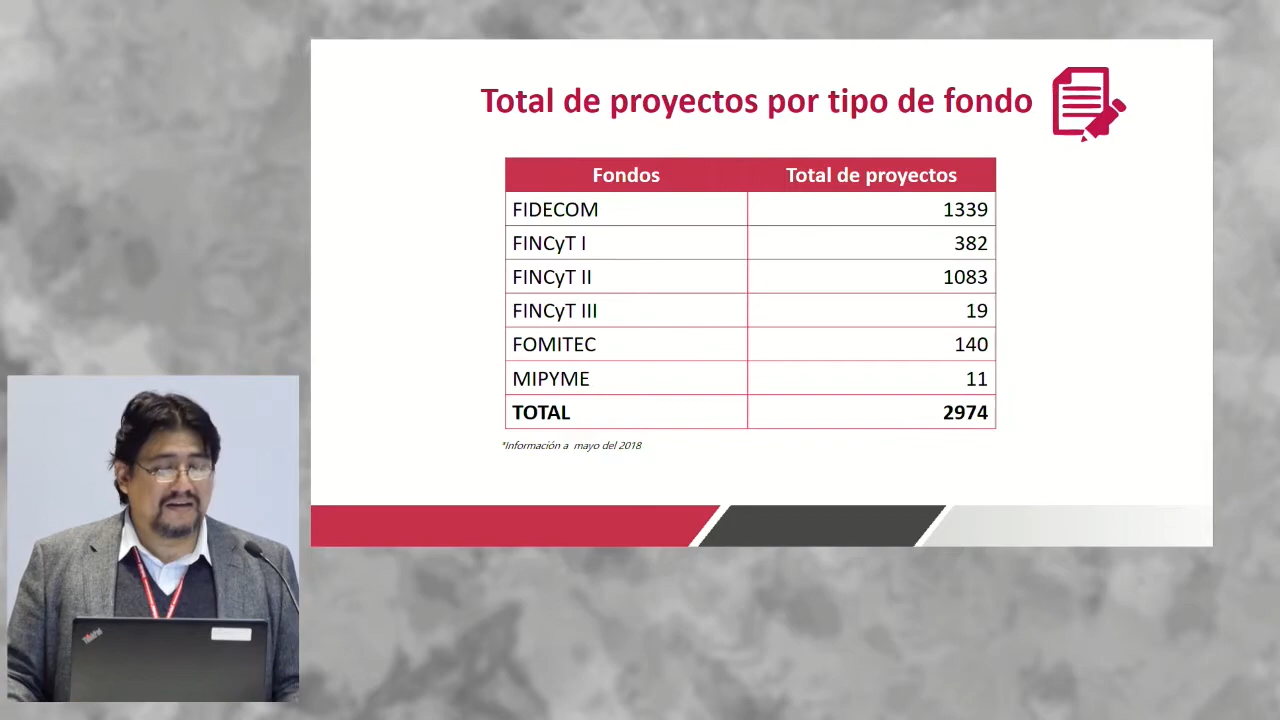 Total de proyectos por tipo de fondo
Fondos Total de proyectos
FIDECOM 1339
FINCyT I 382
FINCyT II 1083
FINCyT III 19
FOMITEC 140
MIPYME 11
TOTAL 2974
*Información a mayo del 2018
ThinkPad